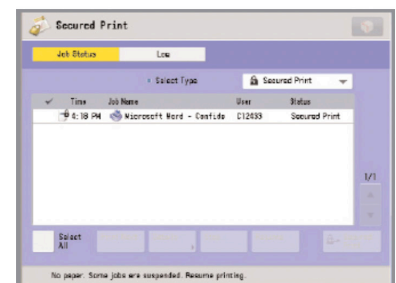 Secured Print
Job Status Log
Select Type Secured Print
Time Job Name User Status
4:18 PM Microsoft Word - Confide C12433 Secured Print
1/1
Select
All
No paper. Some jobs are suspended. Resume printing.